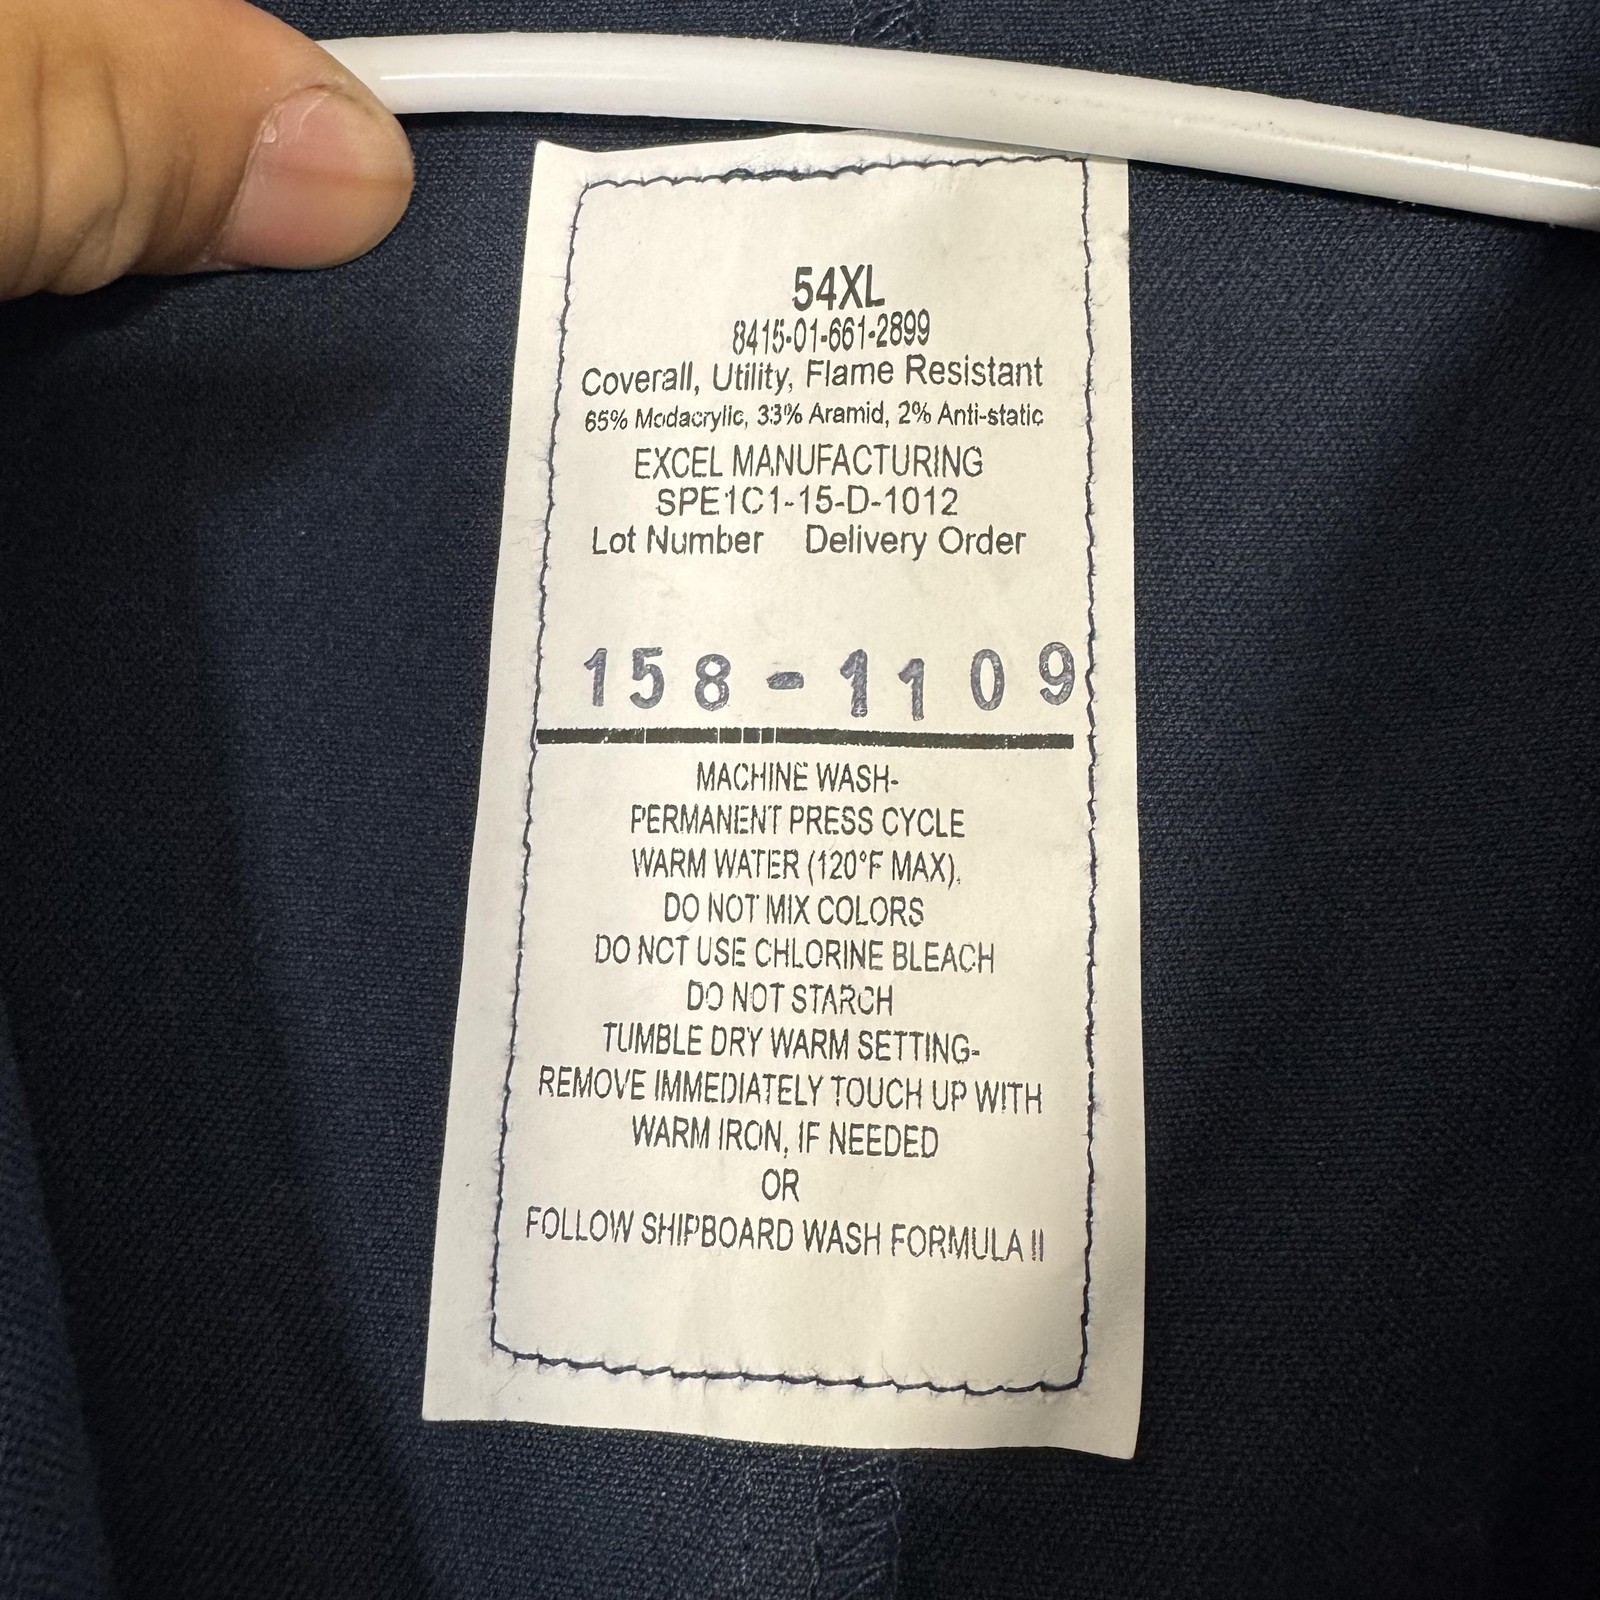 54XL
8415-01-661-2899
Coverall, Utility, Flame Resistant
65% Modacrylic, 33% Aramid, 2% Anti-static
EXCEL MANUFACTURING
SPE1C1-15-D-1012
Lot Number Delivery Order
158-1109
MACHINE WASH-
PERMANENT PRESS CYCLE
WARM WATER (120°F MAX),
DO NOT MIX COLORS
DO NOT USE CHLORINE BLEACH
DO NOT STARCH
TUMBLE DRY WARM SETTING-
REMOVE IMMEDIATELY TOUCH UP WITH
WARM IRON, IF NEEDED
OR
FOLLOW SHIPBOARD WASH FORMULA II